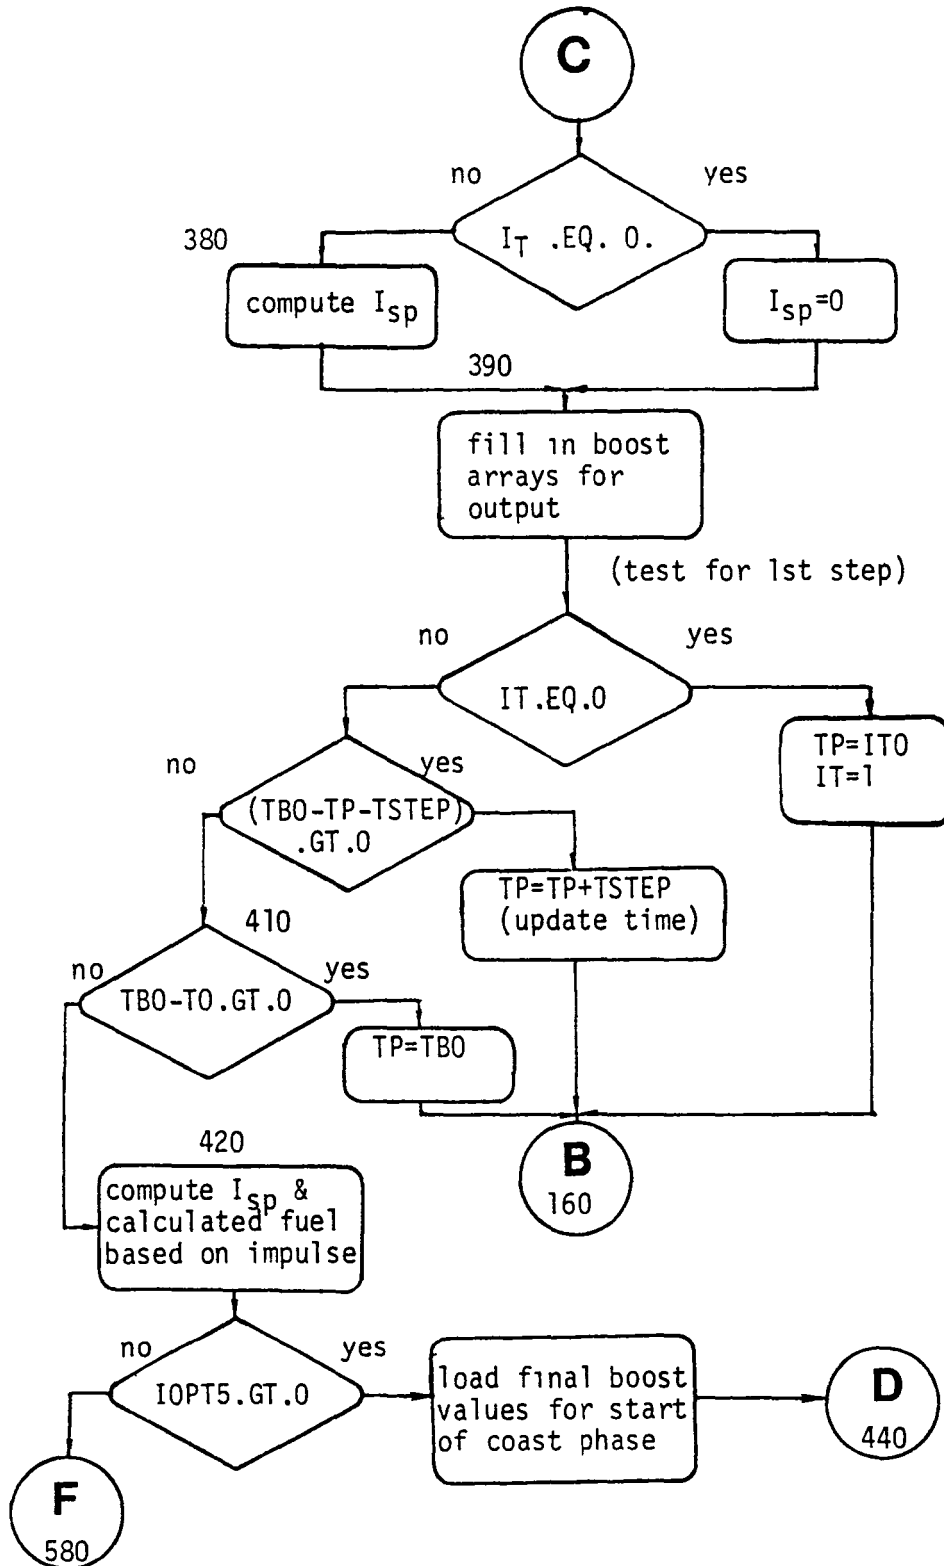 C
no
yes
I_T .EQ. 0.
380
compute I_sp
I_sp=0
390
fill in boost
arrays for
output
(test for 1st step)
no
yes
IT.EQ.0
TP=IT0
IT=1
no
yes
(TBO-TP-TSTEP)
.GT.0
TP=TP+TSTEP
(update time)
410
no
yes
TBO-TO.GT.0
TP=TBO
420
compute I_sp &
calculated fuel
based on impulse
B
160
no
yes
IOPT5.GT.0
load final boost
values for start
of coast phase
D
440
F
580